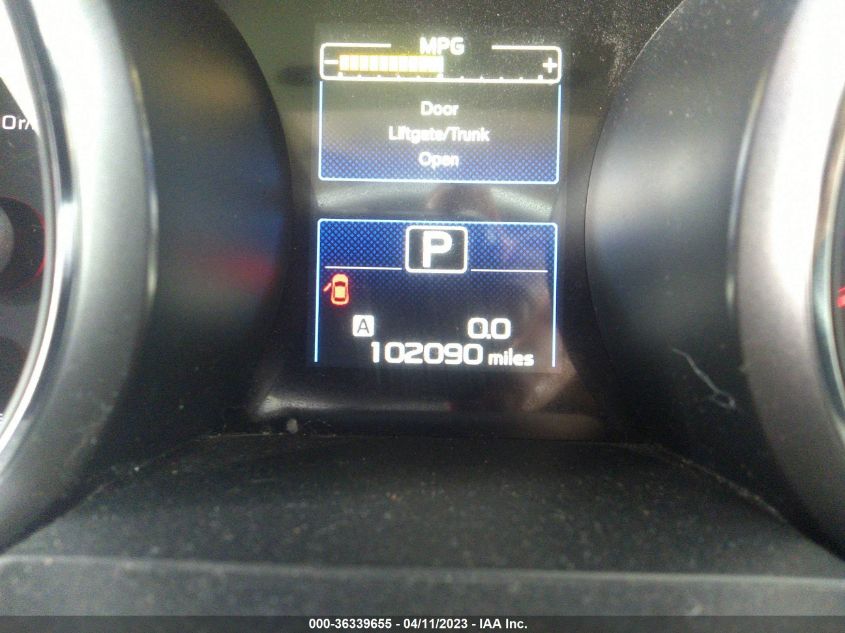 MPG
- +
Door
Liftgate/Trunk
Open
P
A 0.0
102090 miles
000-36339655 - 04/11/2023 - IAA Inc.